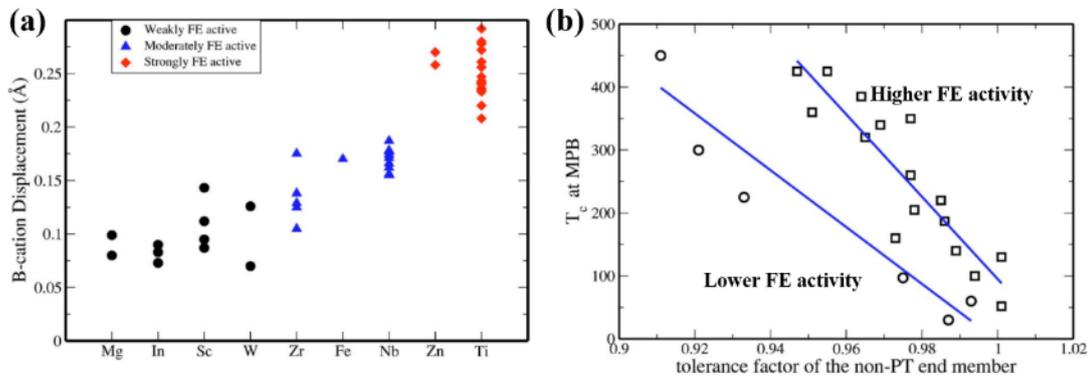 (a)
Weakly FE active
Moderately FE active
Strongly FE active
B-cation Displacement (Å)
0.25
0.2
0.15
0.1
0.05
0
Mg In Sc W Zr Fe Nb Zn Ti
(b)
T_c at MPB
500
400
300
200
100
0
Higher FE activity
Lower FE activity
0.9 0.92 0.94 0.96 0.98 1 1.02
tolerance factor of the non-PT end member